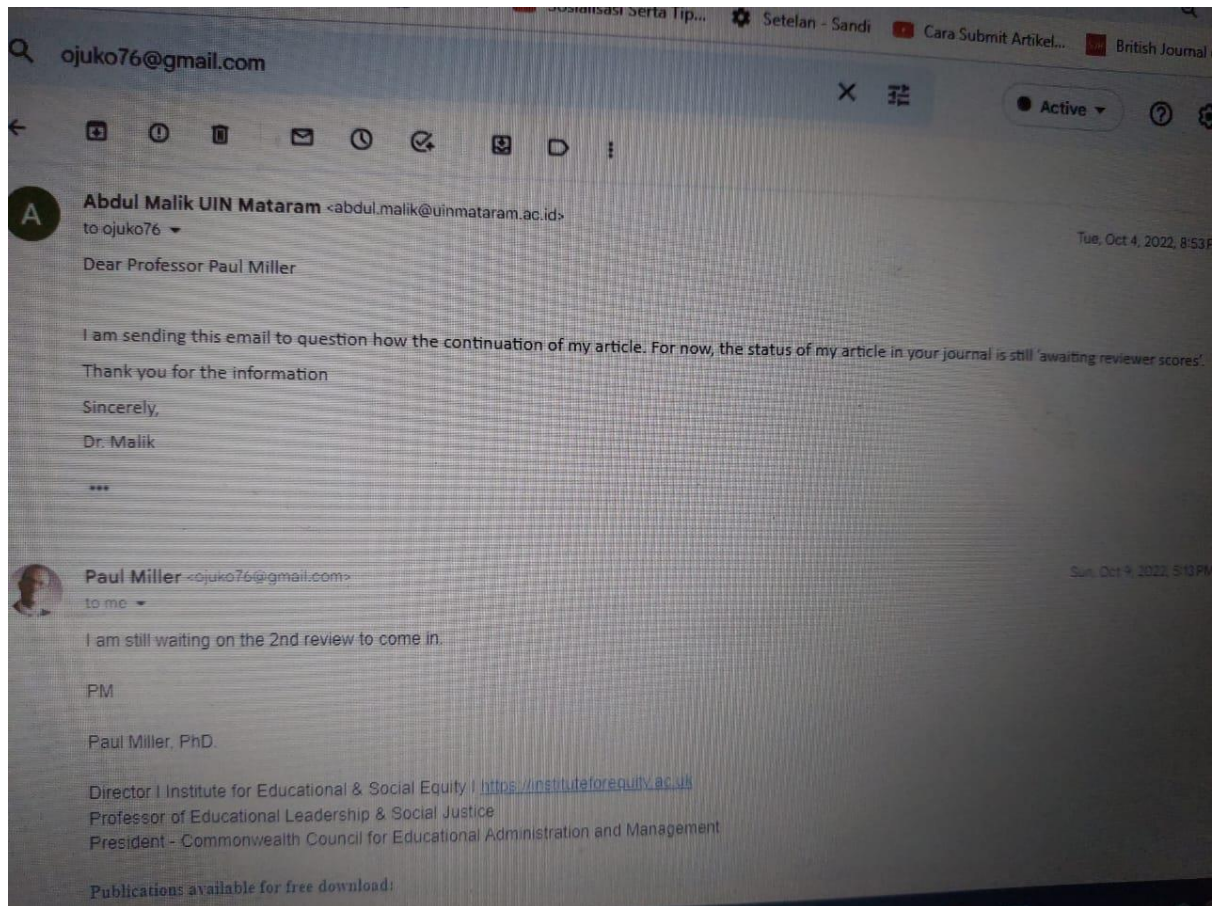 Sosialisasi Serta Tip...
Setelan - Sandi
Cara Submit Artikel...
British Journal
ojuko76@gmail.com
Active
A
Abdul Malik UIN Mataram <abdul.malik@uinmataram.ac.id>
Tue, Oct 4, 2022, 8:53
to ojuko76
Dear Professor Paul Miller
I am sending this email to question how the continuation of my article. For now, the status of my article in your journal is still 'awaiting reviewer scores'.
Thank you for the information
Sincerely,
Dr. Malik
Paul Miller <ojuko76@gmail.com>
Sun, Oct 9, 2022, 5:13 PM
to me
I am still waiting on the 2nd review to come in.
PM
Paul Miller, PhD.
Director I Institute for Educational & Social Equity I https://instituteforequity.ac.uk
Professor of Educational Leadership & Social Justice
President - Commonwealth Council for Educational Administration and Management
Publications available for free download: